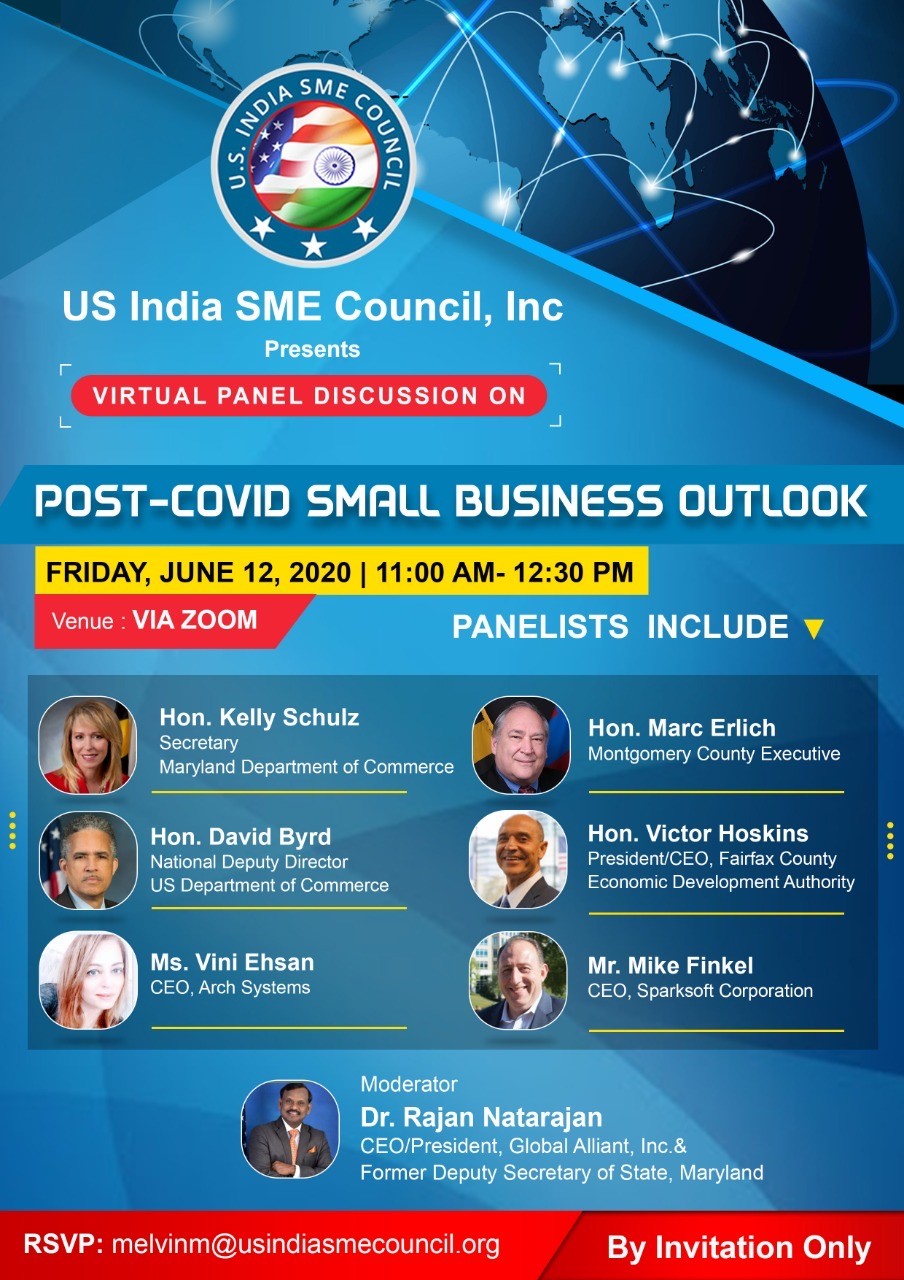 U.S. INDIA SME COUNCIL
US India SME Council, Inc
Presents
VIRTUAL PANEL DISCUSSION ON
POST-COVID SMALL BUSINESS OUTLOOK
FRIDAY, JUNE 12, 2020 | 11:00 AM- 12:30 PM
Venue : VIA ZOOM
PANELISTS INCLUDE
Hon. Kelly Schulz
Secretary
Maryland Department of Commerce
Hon. Marc Erlich
Montgomery County Executive
Hon. David Byrd
National Deputy Director
US Department of Commerce
Hon. Victor Hoskins
President/CEO, Fairfax County
Economic Development Authority
Ms. Vini Ehsan
CEO, Arch Systems
Mr. Mike Finkel
CEO, Sparksoft Corporation
Moderator
Dr. Rajan Natarajan
CEO/President, Global Alliant, Inc.&
Former Deputy Secretary of State, Maryland
RSVP: melvinm@usindiasmecouncil.org
By Invitation Only